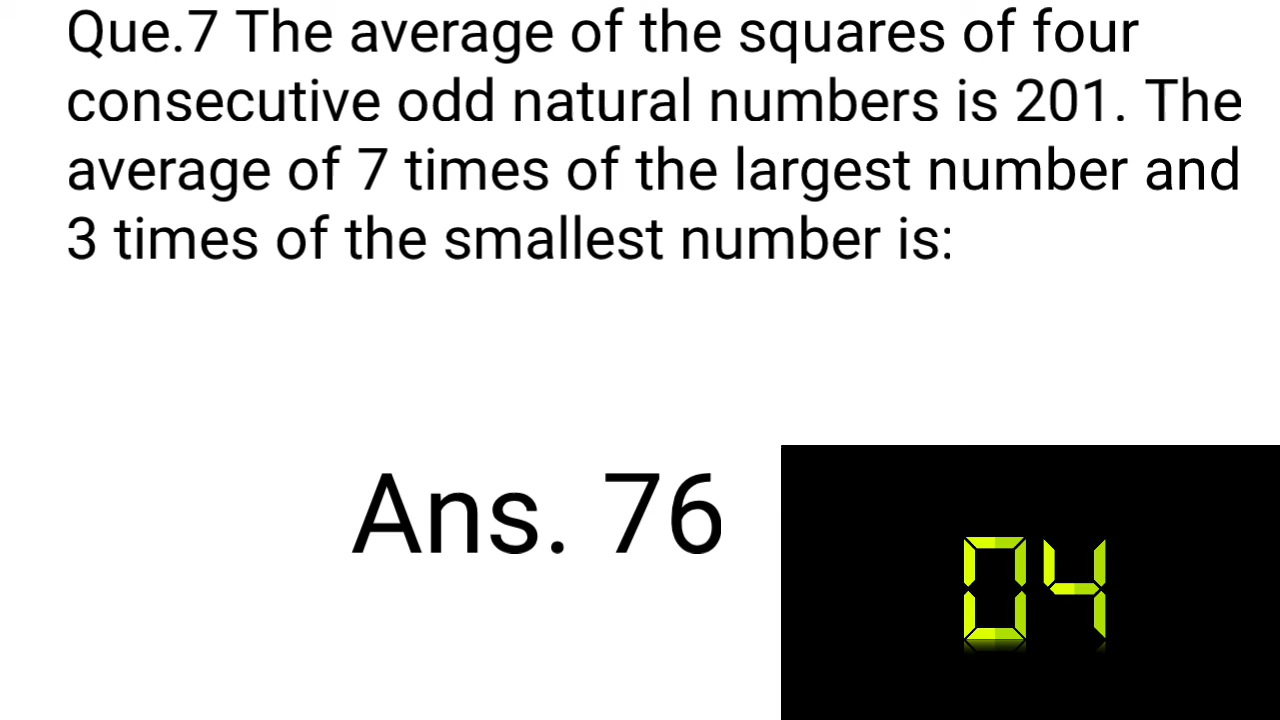 Que.7 The average of the squares of four
consecutive odd natural numbers is 201. The
average of 7 times of the largest number and
3 times of the smallest number is:
Ans. 76
04